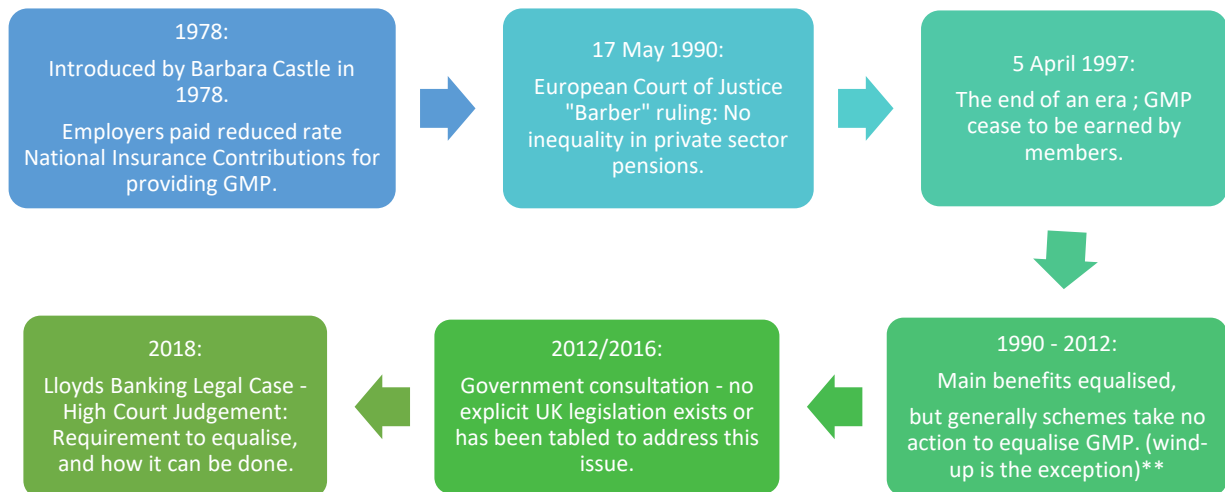 1978:
Introduced by Barbara Castle in
1978.
Employers paid reduced rate
National Insurance Contributions for
providing GMP.
17 May 1990:
European Court of Justice
"Barber" ruling: No
inequality in private sector
pensions.
5 April 1997:
The end of an era ; GMP
cease to be earned by
members.
1990 - 2012:
Main benefits equalised,
but generally schemes take no
action to equalise GMP. (wind-
up is the exception)**
2012/2016:
Government consultation - no
explicit UK legislation exists or
has been tabled to address this
issue.
2018:
Lloyds Banking Legal Case -
High Court Judgement:
Requirement to equalise,
and how it can be done.